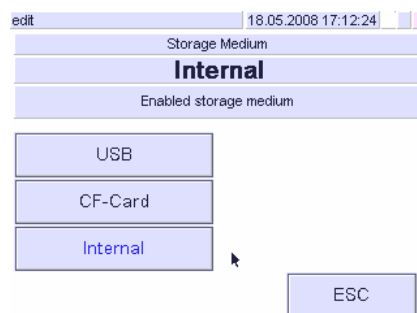 edit 18.05.2008 17:12:24
Storage Medium
Internal
Enabled storage medium
USB
CF-Card
Internal
ESC